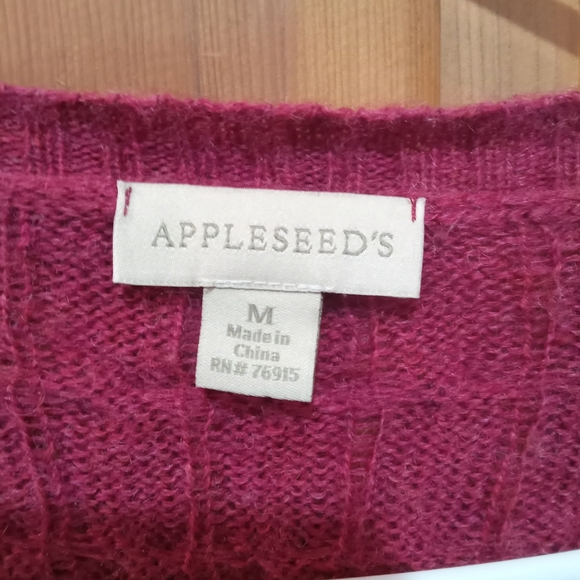 APPLESEED'S
M
Made in
China
RN# 76915